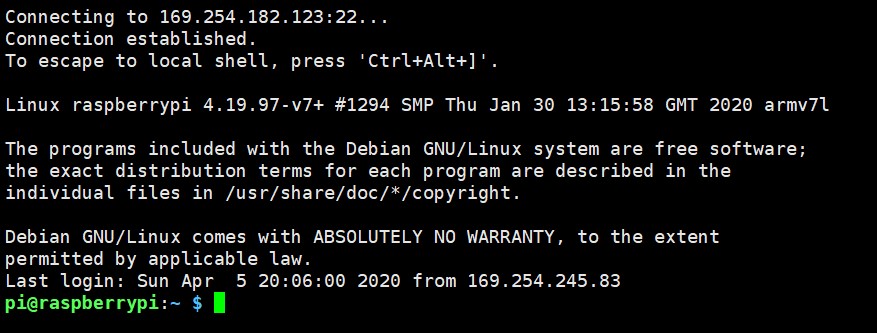 Connecting to 169.254.182.123:22...
Connection established.
To escape to local shell, press 'Ctrl+Alt+]'.
Linux raspberrypi 4.19.97-v7+ #1294 SMP Thu Jan 30 13:15:58 GMT 2020 armv7l
The programs included with the Debian GNU/Linux system are free software;
the exact distribution terms for each program are described in the
individual files in /usr/share/doc/*/copyright.
Debian GNU/Linux comes with ABSOLUTELY NO WARRANTY, to the extent
permitted by applicable law.
Last login: Sun Apr  5 20:06:00 2020 from 169.254.245.83
pi@raspberrypi:~ $